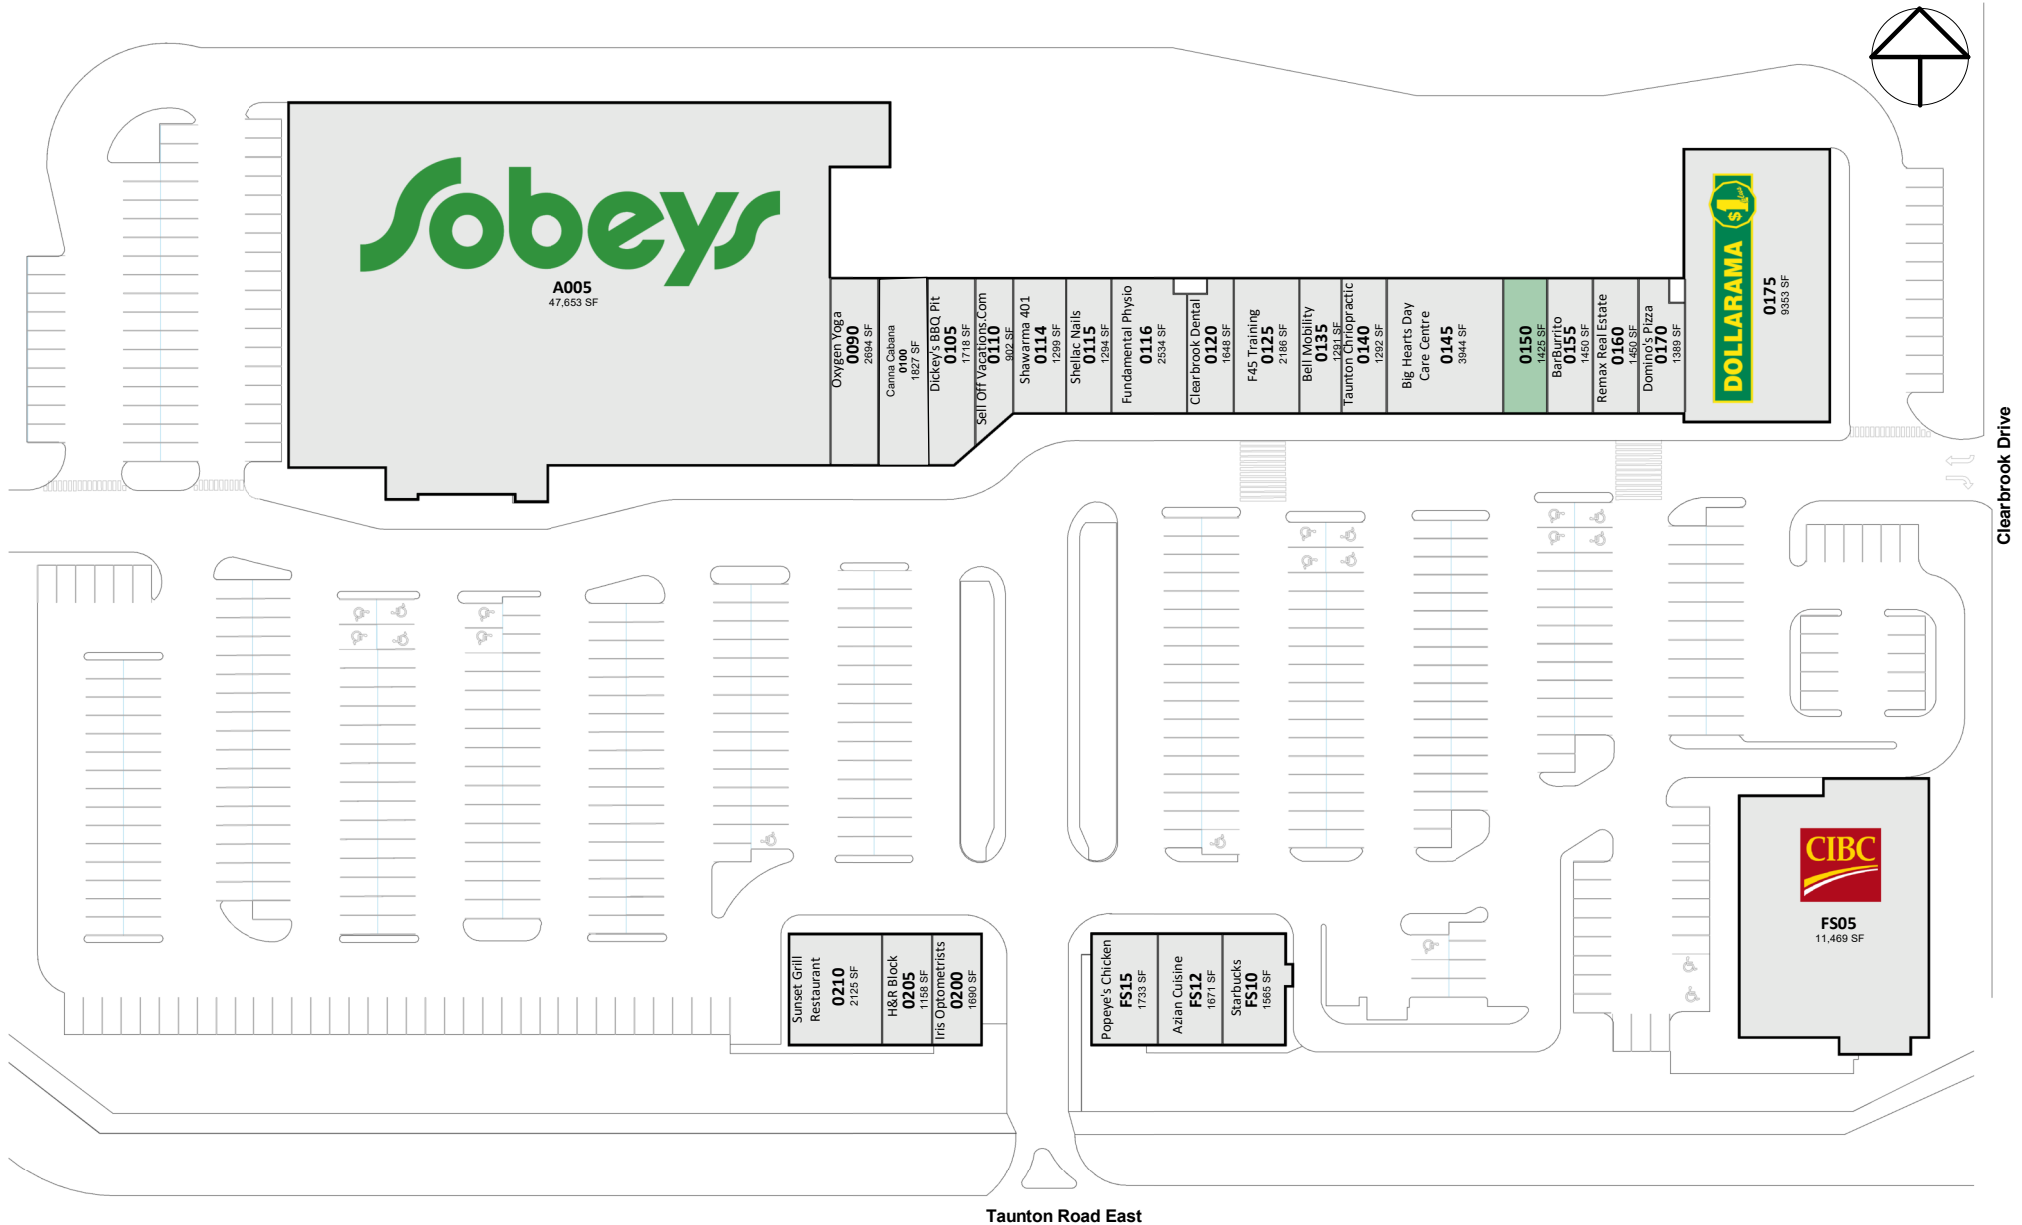 Sobeys
A005
47,653 SF
Oxygen Yoga
0090
2694 SF
Canna Cabana
0100
1827 SF
Dickey's BBQ Pit
0105
1718 SF
Sell Off Vacations.Com
0110
902 SF
Shawarma 401
0114
1299 SF
Shellac Nails
0115
1294 SF
Fundamental Physio
0116
2534 SF
Clearbrook Dental
0120
1648 SF
F45 Training
0125
2186 SF
Bell Mobility
0135
1291 SF
Taunton Chriopractic
0140
1292 SF
Big Hearts Day
Care Centre
0145
3944 SF
0150
1425 SF
BarBurrito
0155
1450 SF
Remax Real Estate
0160
1450 SF
Domino's Pizza
0170
1389 SF
DOLLARAMA $1
0175
9353 SF
Clearbrook Drive
CIBC
FS05
11,469 SF
Sunset Grill
Restaurant
0210
2125 SF
H&R Block
0205
1158 SF
Iris Optometrists
0200
1690 SF
Popeye's Chicken
FS15
1733 SF
Azian Cuisine
FS12
1671 SF
Starbucks
FS10
1565 SF
Taunton Road East